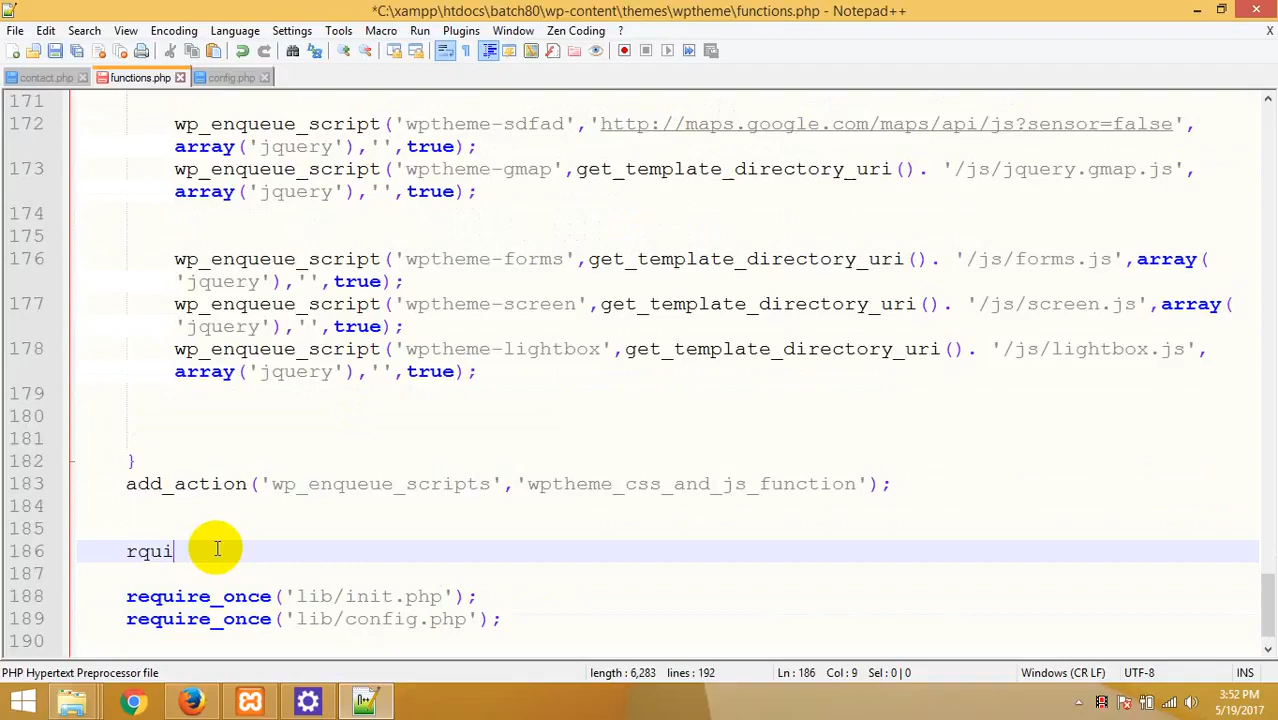 *C:\xampp\htdocs\batch80\wp-content\themes\wptheme\functions.php - Notepad++
File Edit Search View Encoding Language Settings Tools Macro Run Plugins Window Zen Coding ? X
contact.php functions.php config.php
171
172 wp_enqueue_script('wptheme-sdfad','http://maps.google.com/maps/api/js?sensor=false',
array('jquery'),'',true);
173 wp_enqueue_script('wptheme-gmap',get_template_directory_uri(). '/js/jquery.gmap.js',
array('jquery'),'',true);
174
175
176 wp_enqueue_script('wptheme-forms',get_template_directory_uri(). '/js/forms.js',array(
'jquery'),'',true);
177 wp_enqueue_script('wptheme-screen',get_template_directory_uri(). '/js/screen.js',array(
'jquery'),'',true);
178 wp_enqueue_script('wptheme-lightbox',get_template_directory_uri(). '/js/lightbox.js',
array('jquery'),'',true);
179
180
181
182 }
183 add_action('wp_enqueue_scripts','wptheme_css_and_js_function');
184
185
186 rqui
187
188 require_once('lib/init.php');
189 require_once('lib/config.php');
190
PHP Hypertext Preprocessor file length : 6,283 lines : 192 Ln : 186 Col : 9 Sel : 0 | 0 Windows (CR LF) UTF-8 INS
3:52 PM
5/19/2017